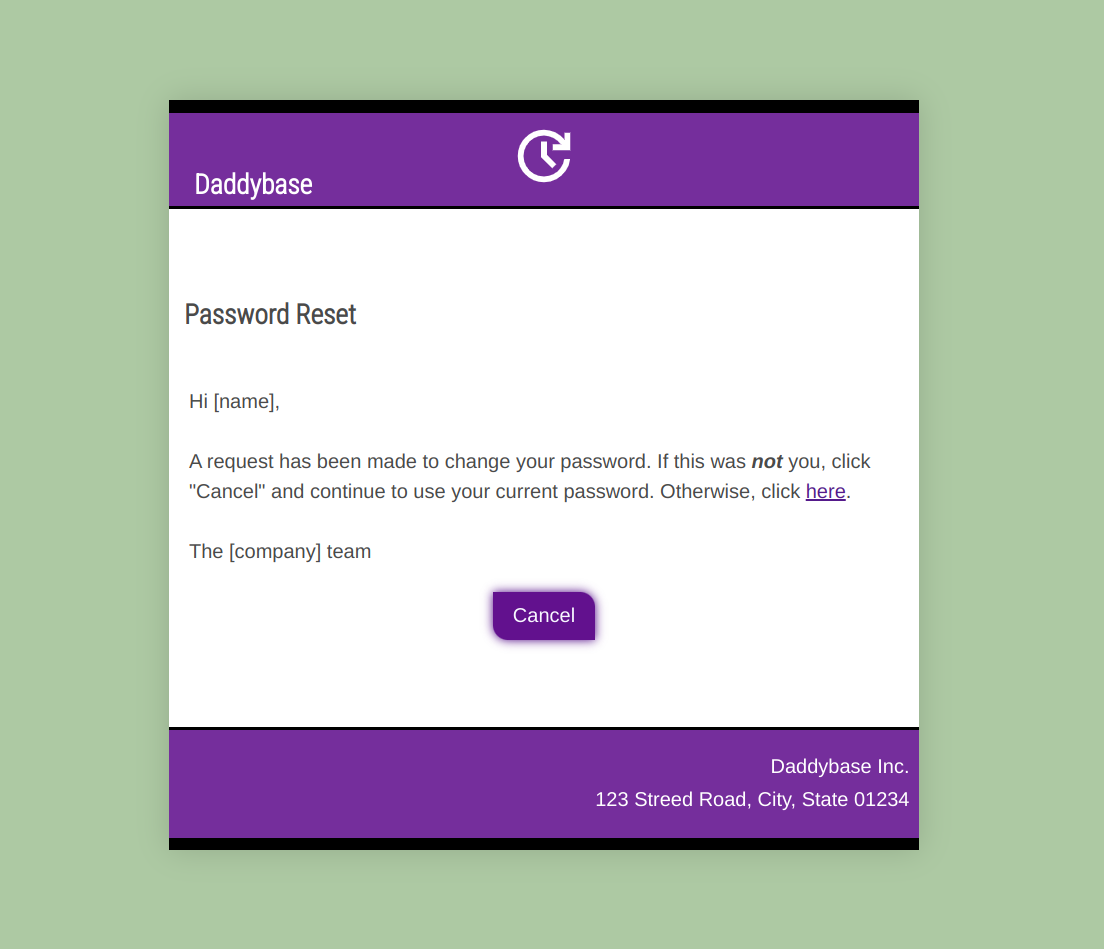 Daddybase
Password Reset
Hi [name],
A request has been made to change your password. If this was not you, click
"Cancel" and continue to use your current password. Otherwise, click here.
The [company] team
Cancel
Daddybase Inc.
123 Streed Road, City, State 01234